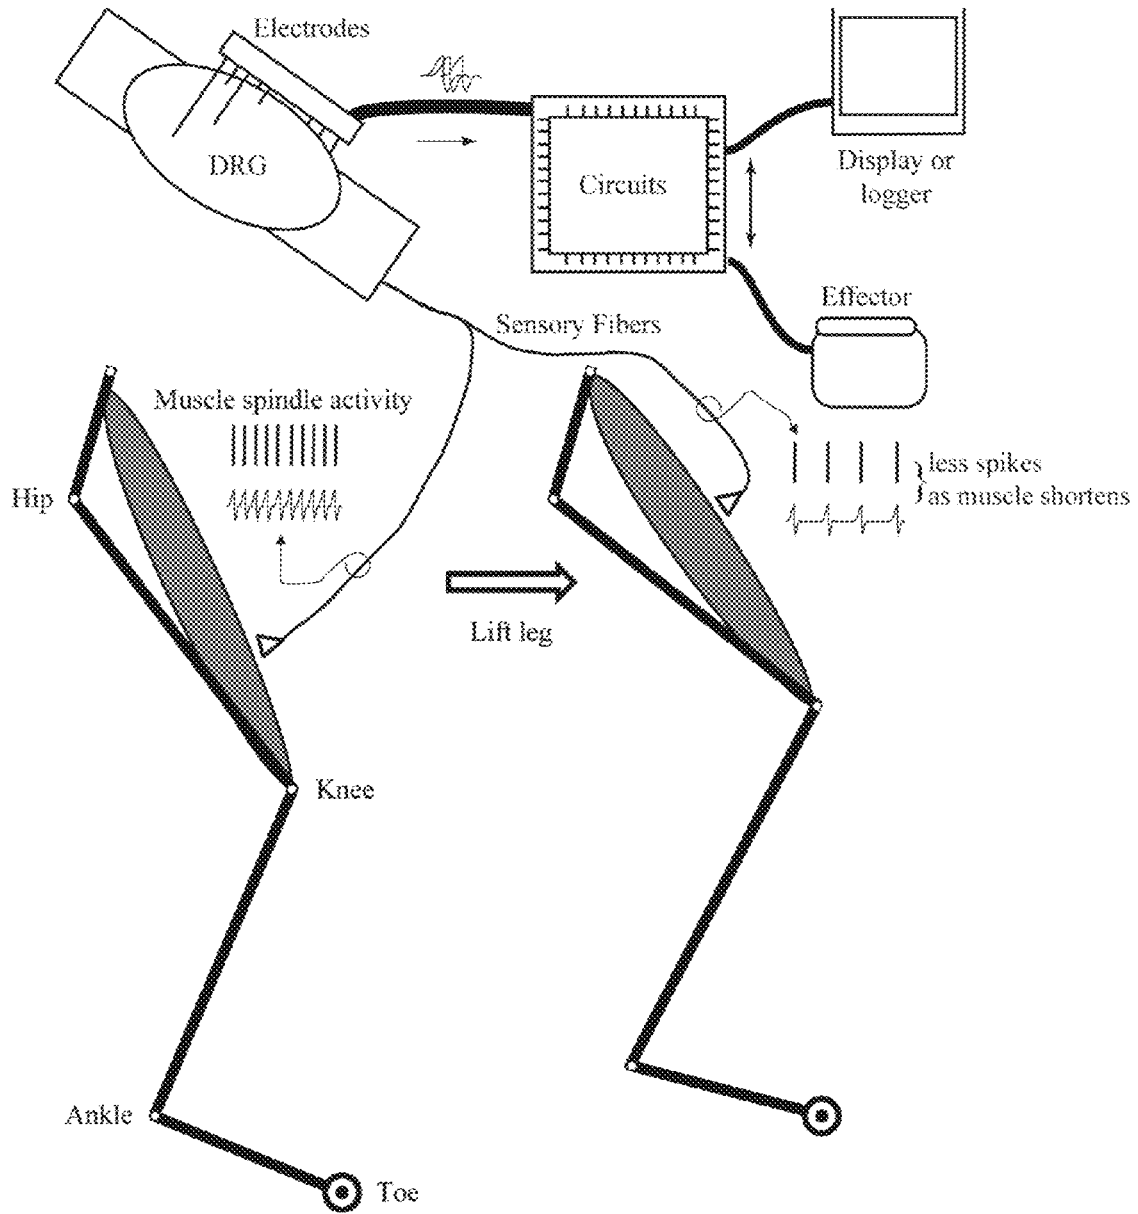 Electrodes
DRG
Circuits
Display or
logger
Effector
Sensory Fibers
Muscle spindle activity
less spikes
as muscle shortens
Hip
Lift leg
Knee
Ankle
Toe